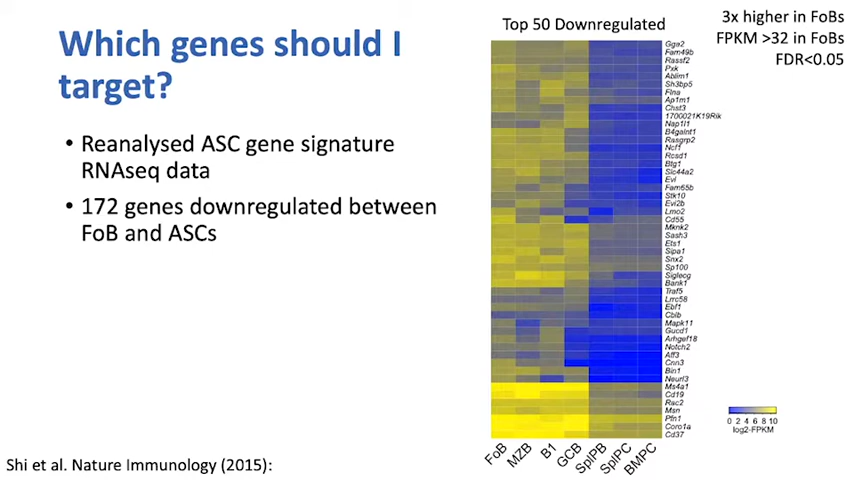 Which genes should I
target?
• Reanalysed ASC gene signature
RNAseq data
• 172 genes downregulated between
FoB and ASCs
Shi et al. Nature Immunology (2015):
Top 50 Downregulated
3x higher in FoBs
FPKM >32 in FoBs
FDR<0.05
Gga2
Fam49b
Rassf2
Pxk
Ablim1
Sh3bp5
Flna
Ap1m1
Chst3
1700021K19Rik
Nap1l1
B4galnt1
Rasgrp2
Ncf1
Rcsd1
Btg1
Slc44a2
Evl
Fam65b
Stk10
Evi2b
Lmo2
Cd55
Mknk2
Sash3
Ets1
Sipa1
Snx2
Sp100
Siglecg
Bank1
Traf5
Lrrc58
Ebf1
Cblb
Mapk11
Gucd1
Arhgef18
Notch2
Aff3
Cnn3
Bin1
Neurl3
Ms4a1
Cd19
Rac2
Msn
Pfn1
Coro1a
Cd37
FoB MZB B1 GCB SplPB SplPC BMPC
0 2 4 6 8 10
log2-FPKM